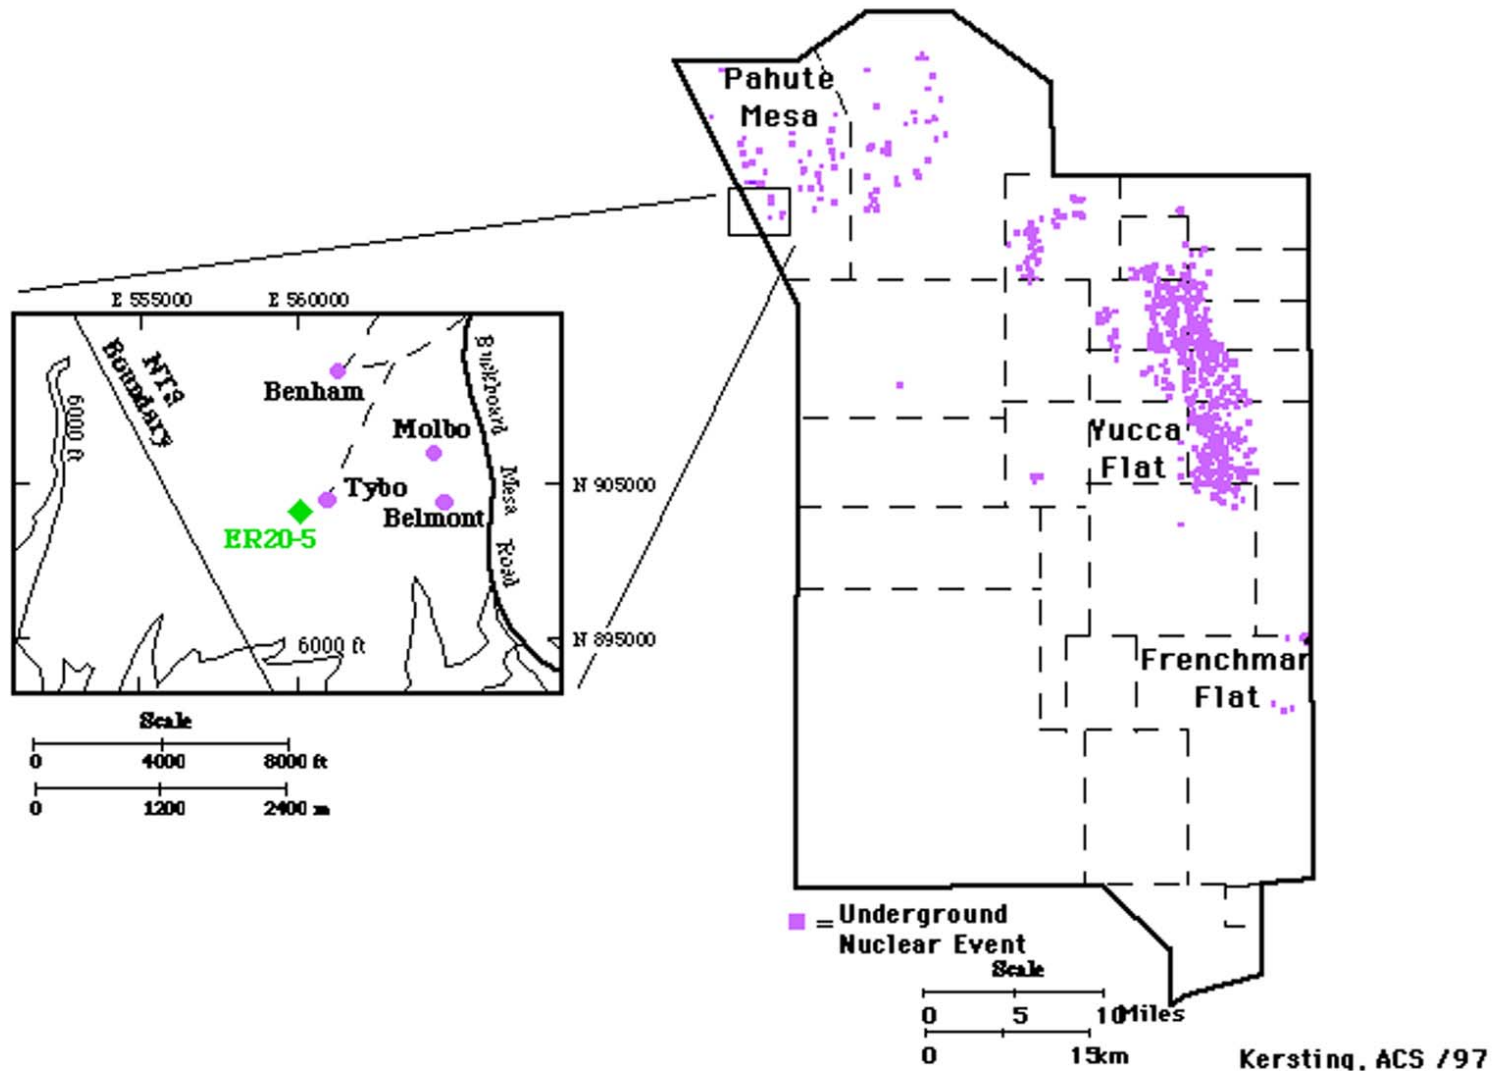 Pahute
Mesa
E 555000
E 560000
NTS
Boundary
6000 ft
Benham
Molbo
Tybo
Belmont
ER20-5
Buckboard Mesa Road
N 905000
N 895000
6000 ft
Scale
0 4000 8000 ft
0 1200 2400 m
Yucca
Flat
Frenchman
Flat
= Underground
Nuclear Event
Scale
0 5 10 Miles
0 15km
Kersting, ACS /97